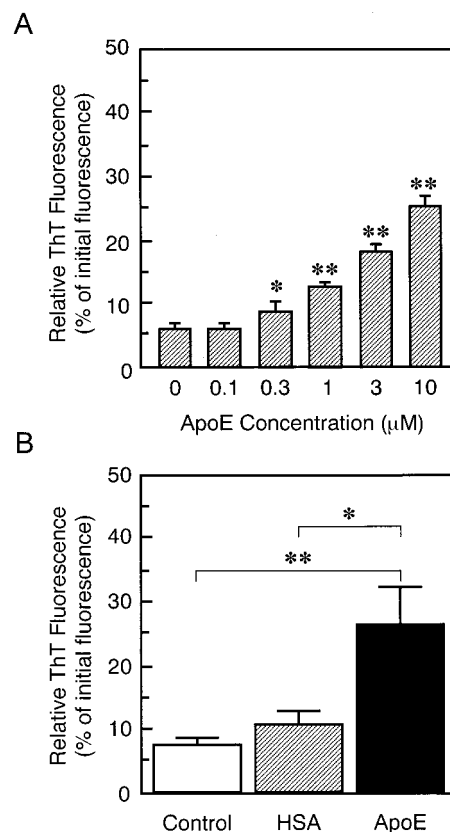 A
Relative ThT Fluorescence
(% of initial fluorescence)
50
40
30
20
10
0
*
**
**
**
0 0.1 0.3 1 3 10
ApoE Concentration (μM)
B
Relative ThT Fluorescence
(% of initial fluorescence)
50
40
30
20
10
0
*
**
Control HSA ApoE